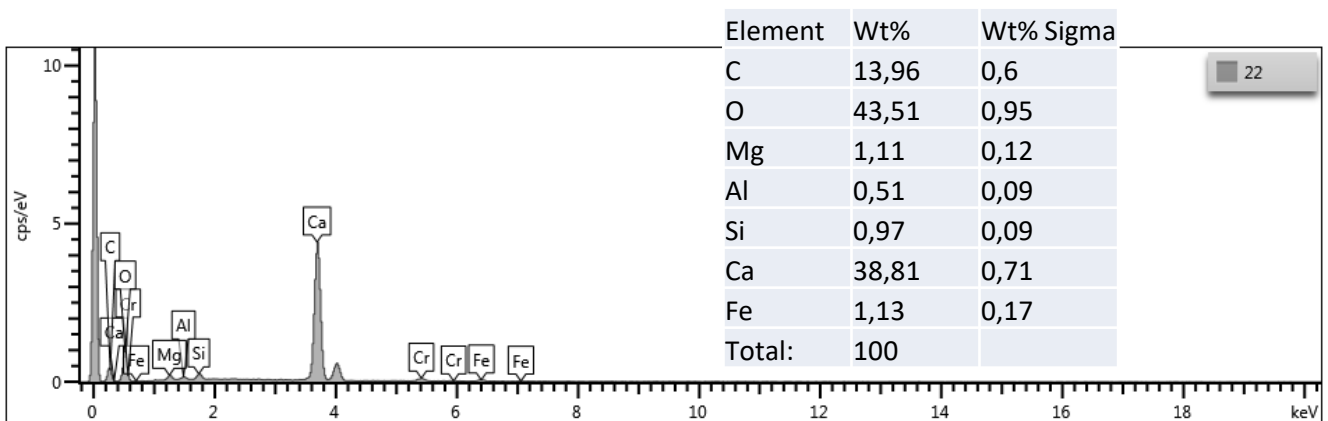 Element Wt% Wt% Sigma
C 13,96 0,6
O 43,51 0,95
Mg 1,11 0,12
Al 0,51 0,09
Si 0,97 0,09
Ca 38,81 0,71
Fe 1,13 0,17
Total: 100
22
10
cps/eV
5
0
Ca
C
O
Cr
Ca
Fe
Mg
Al
Si
Cr
Cr
Fe
Fe
0 2 4 6 8 10 12 14 16 18 keV